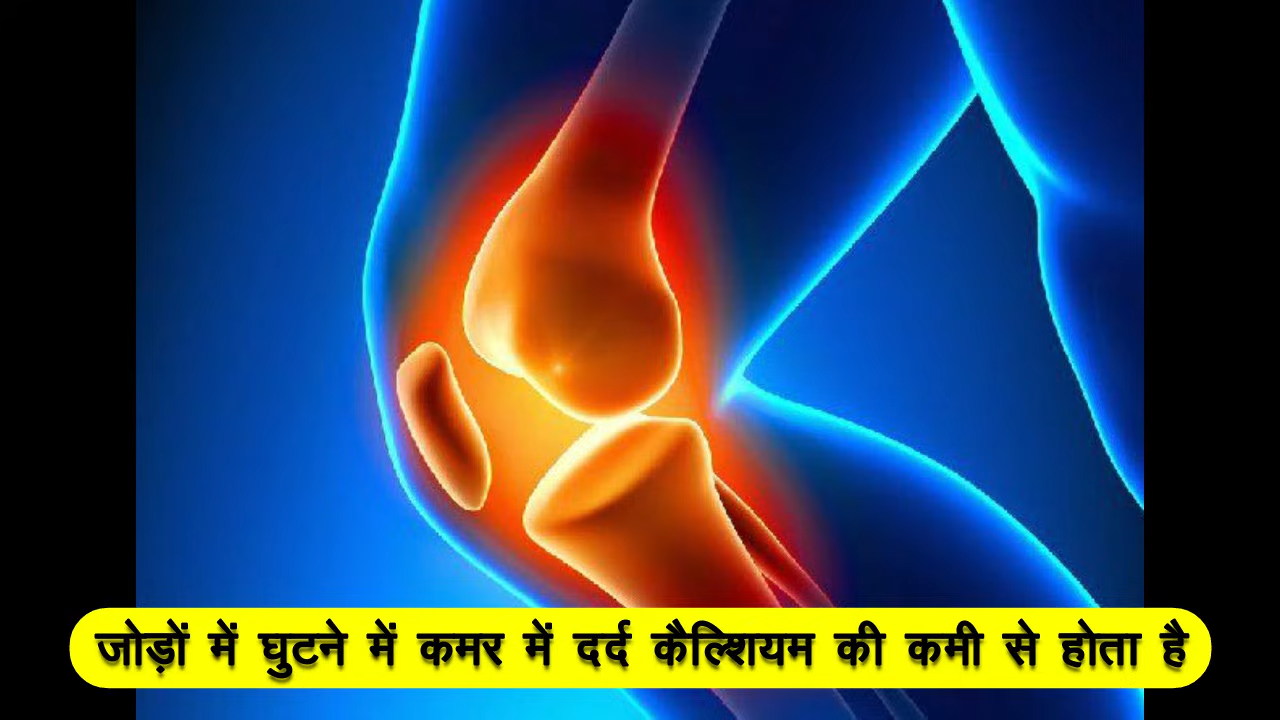 जोड़ों में घुटने में कमर में दर्द कैल्शियम की कमी से होता है